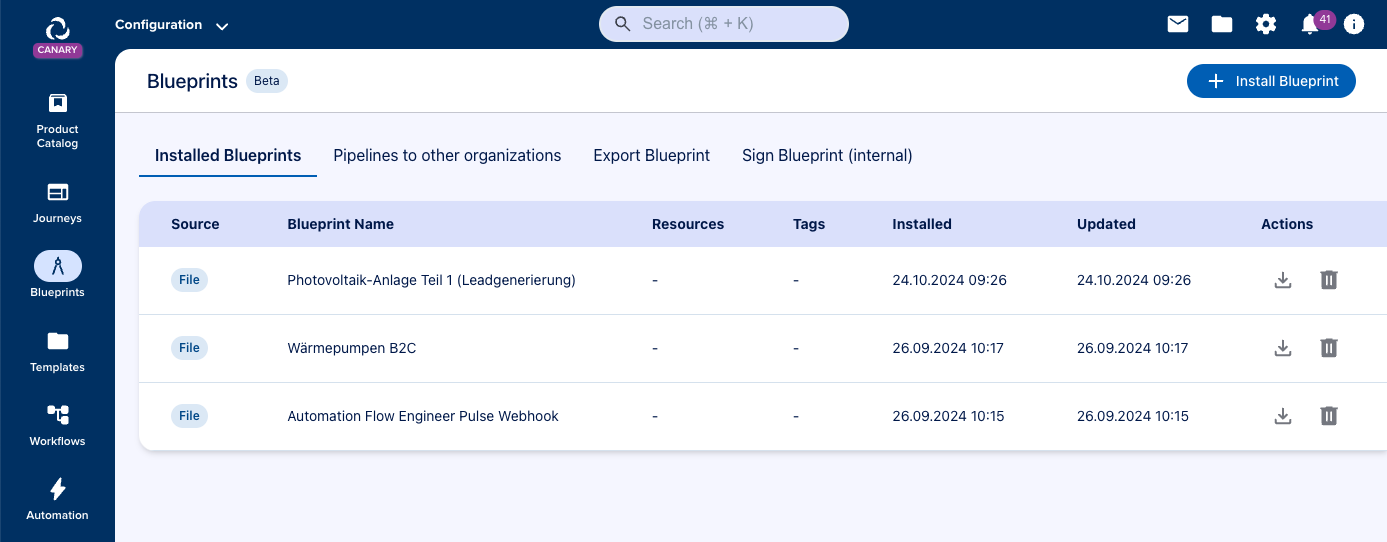 Configuration
Search (⌘ + K)
41
CANARY
Blueprints Beta
Install Blueprint
Product
Catalog
Journeys
Blueprints
Templates
Workflows
Automation
Installed Blueprints Pipelines to other organizations Export Blueprint Sign Blueprint (internal)
Source Blueprint Name Resources Tags Installed Updated Actions
File Photovoltaik-Anlage Teil 1 (Leadgenerierung) - - 24.10.2024 09:26 24.10.2024 09:26
File Wärmepumpen B2C - - 26.09.2024 10:17 26.09.2024 10:17
File Automation Flow Engineer Pulse Webhook - - 26.09.2024 10:15 26.09.2024 10:15